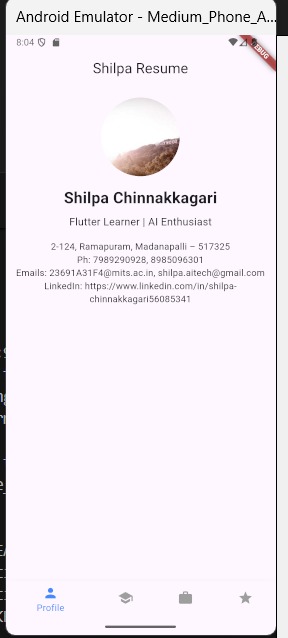 Android Emulator - Medium_Phone_A...
8:04
DEBUG
Shilpa Resume
Shilpa Chinnakkagari
Flutter Learner | AI Enthusiast
2-124, Ramapuram, Madanapalli – 517325
Ph: 7989290928, 8985096301
Emails: 23691A31F4@mits.ac.in, shilpa.aitech@gmail.com
LinkedIn: https://www.linkedin.com/in/shilpa-
chinnakkagari56085341
Profile